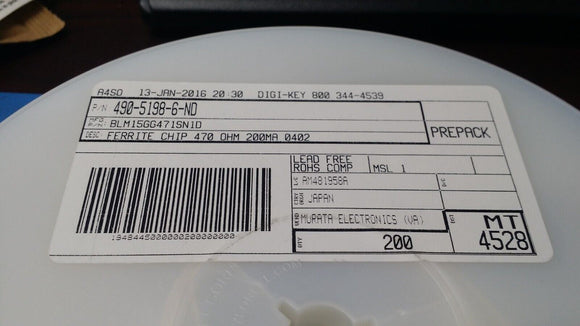 A4SO 13-JAN-2016 20 30 DIGI-KEY 800 344-4539
P/N 490-5198-6-ND
MFG P/N: BLM15GG471SN1D
DESC FERRITE CHIP 470 OHM 200MA 0402
PREPACK
LEAD FREE
ROHS COMP
MSL 1
AM481958A
JAPAN
MURATA ELECTRONICS (VA)
QTY 200
MT
4528